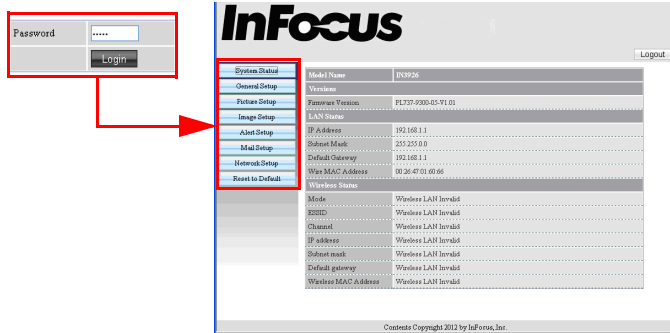 Password •••••
Login
InFocus
Logout
System Status
General Setup
Picture Setup
Image Setup
Alert Setup
Mail Setup
Network Setup
Reset to Default
Model Name IN3926
Versions
Firmware Version PL737-9300-05-V1.01
LAN Status
IP Address 192.168.1.1
Subnet Mask 255.255.0.0
Default Gateway 192.168.1.1
Wire MAC Address 00:26:47:01:60:66
Wireless Status
Mode Wireless LAN Invalid
ESSID Wireless LAN Invalid
Channel Wireless LAN Invalid
IP address Wireless LAN Invalid
Subnet mask Wireless LAN Invalid
Default gateway Wireless LAN Invalid
Wireless MAC Address Wireless LAN Invalid
Contents Copyright 2012 by InFocus, Inc.